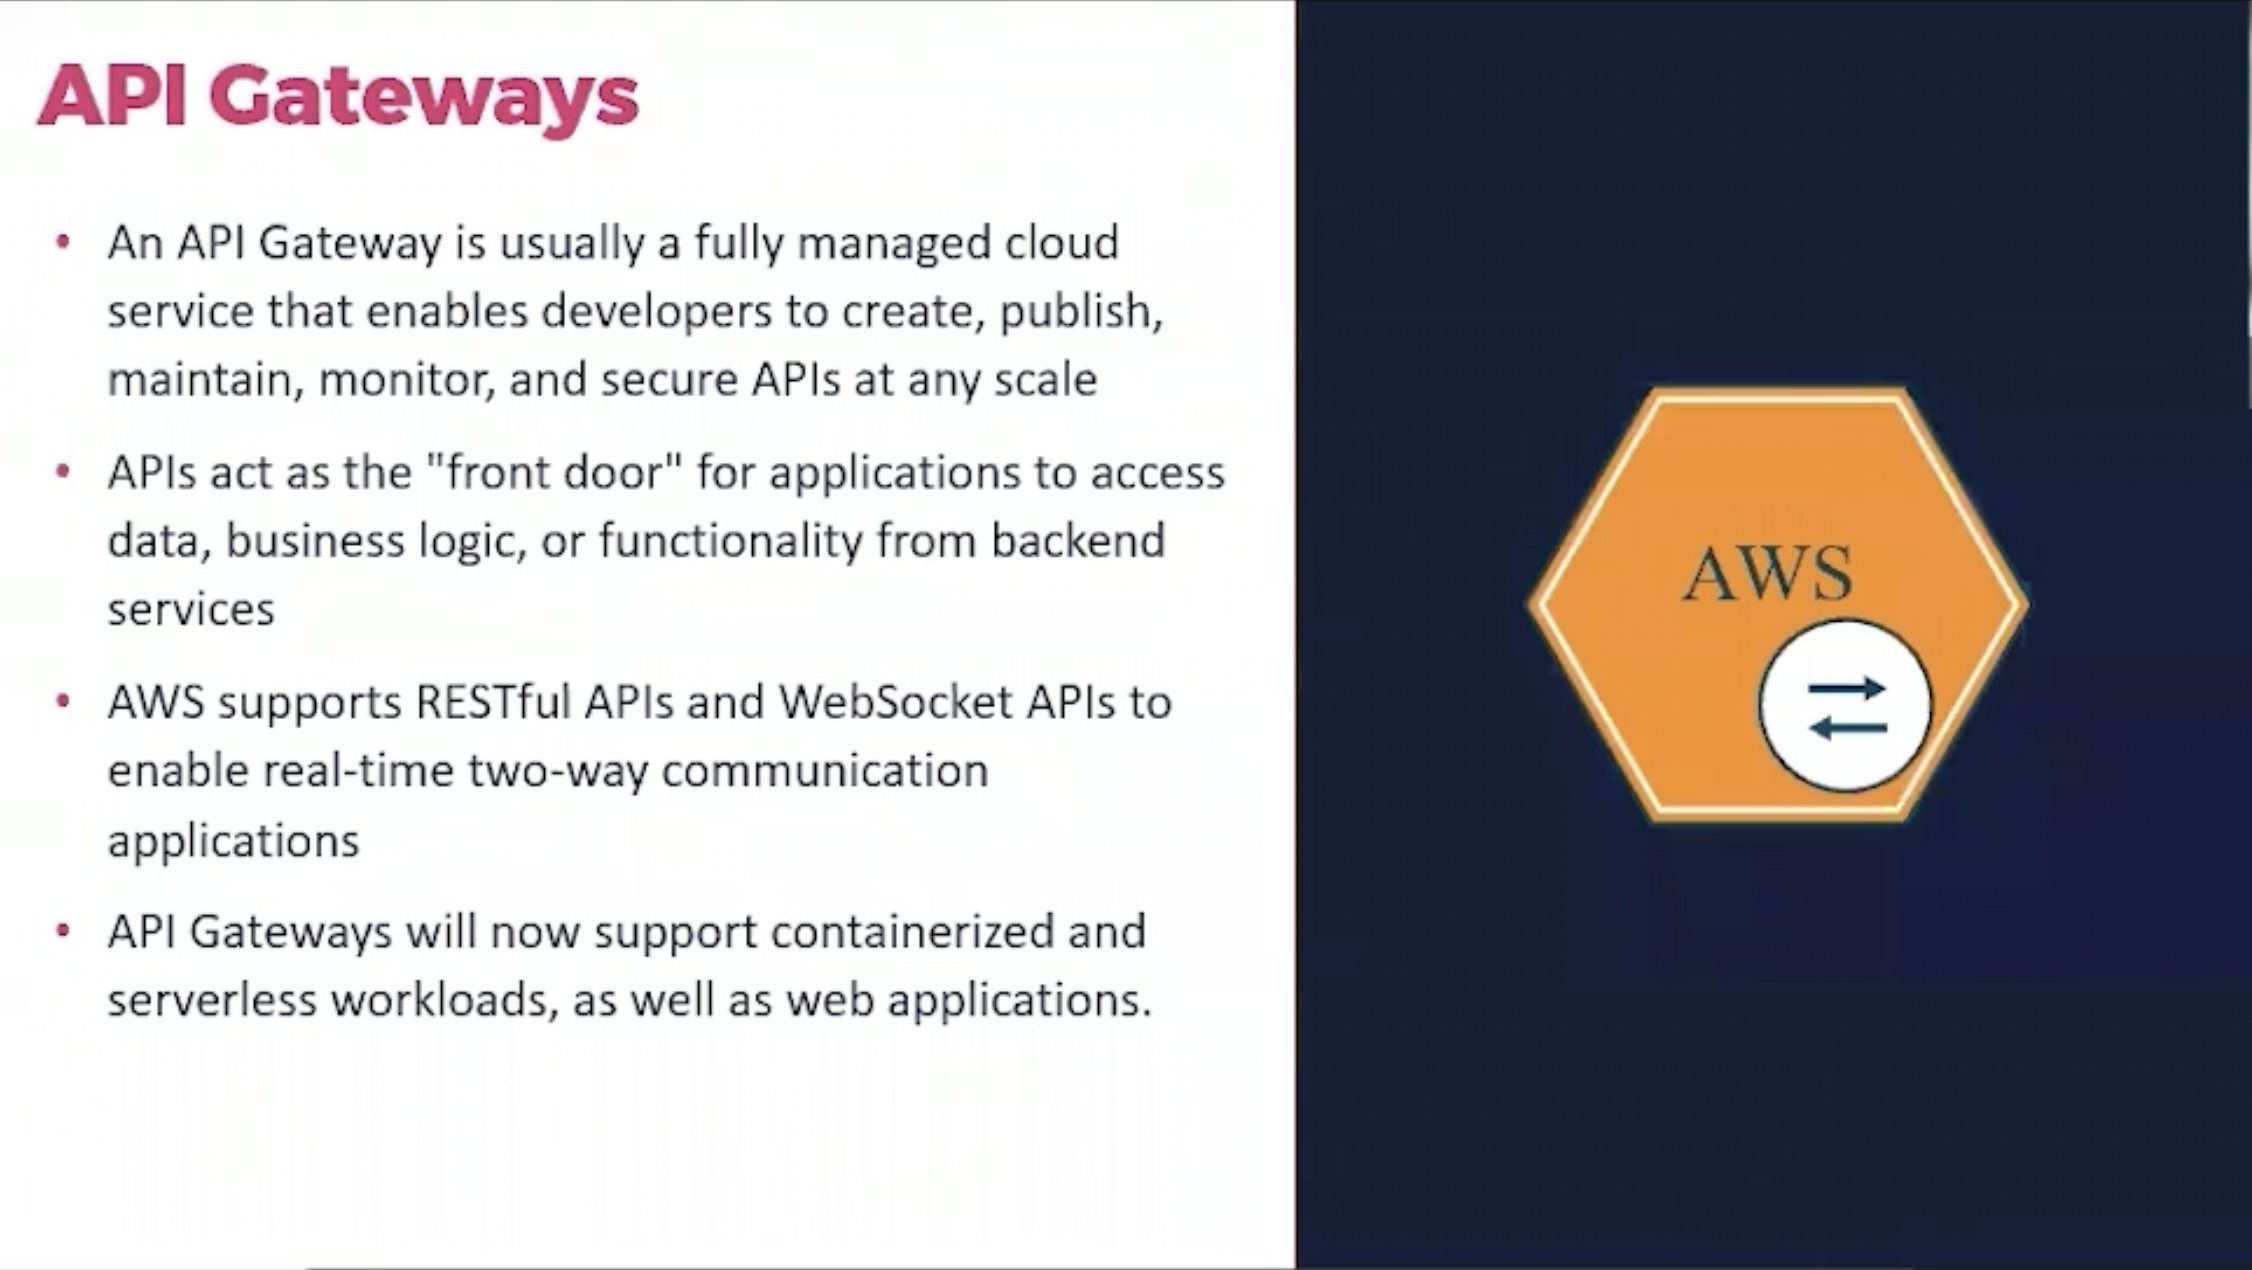 API Gateways
• An API Gateway is usually a fully managed cloud
service that enables developers to create, publish,
maintain, monitor, and secure APIs at any scale
• APIs act as the "front door" for applications to access
data, business logic, or functionality from backend
services
• AWS supports RESTful APIs and WebSocket APIs to
enable real-time two-way communication
applications
• API Gateways will now support containerized and
serverless workloads, as well as web applications.
AWS